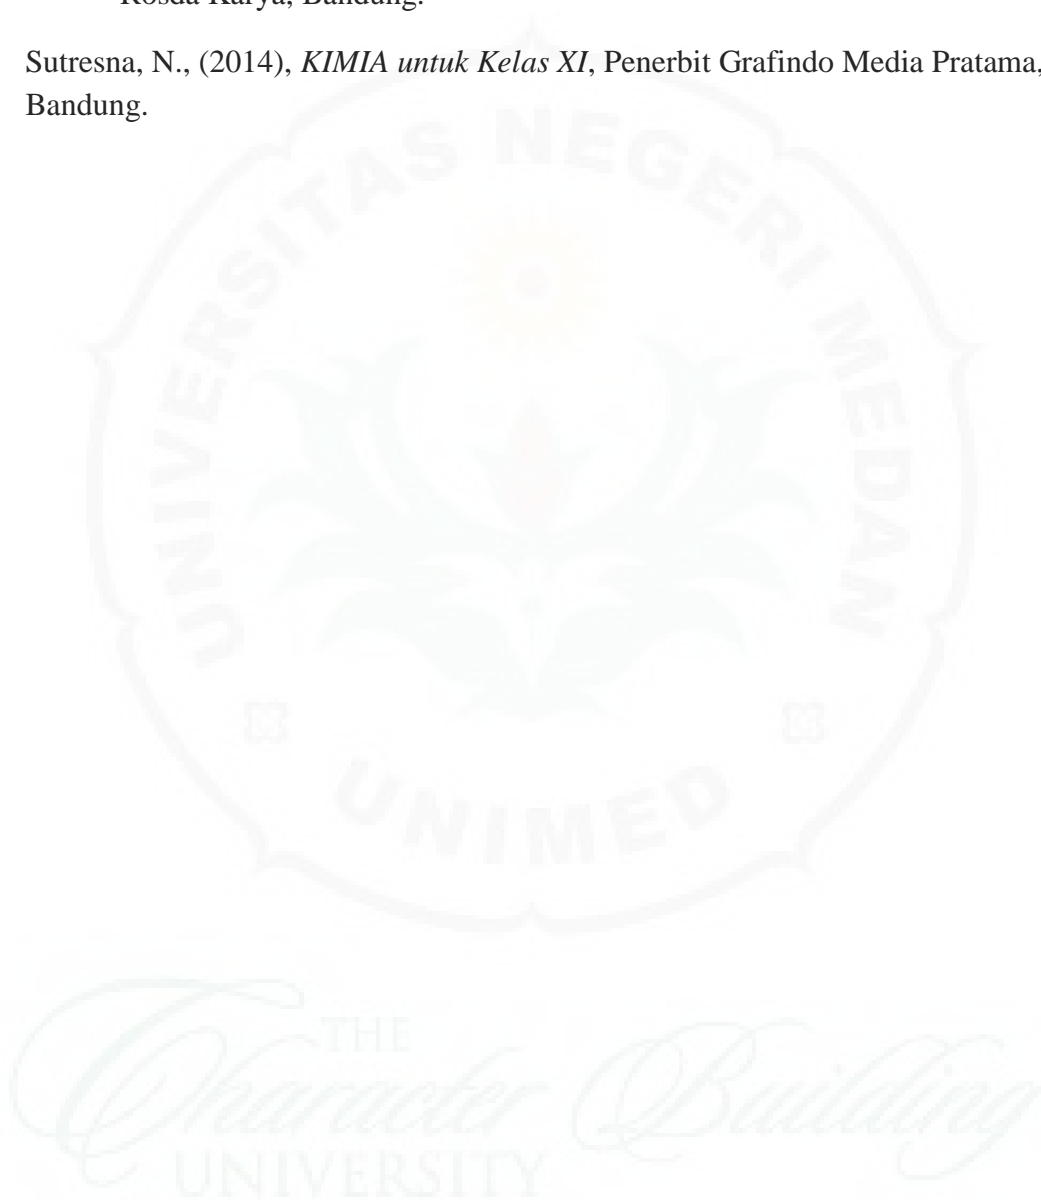 Rosda Karya, Bandung.
Sutresna, N., (2014), KIMIA untuk Kelas XI, Penerbit Grafindo Media Pratama,
Bandung.
UNIVERSITAS NEGERI MEDAN
UNIMED
THE
Character Building
UNIVERSITY